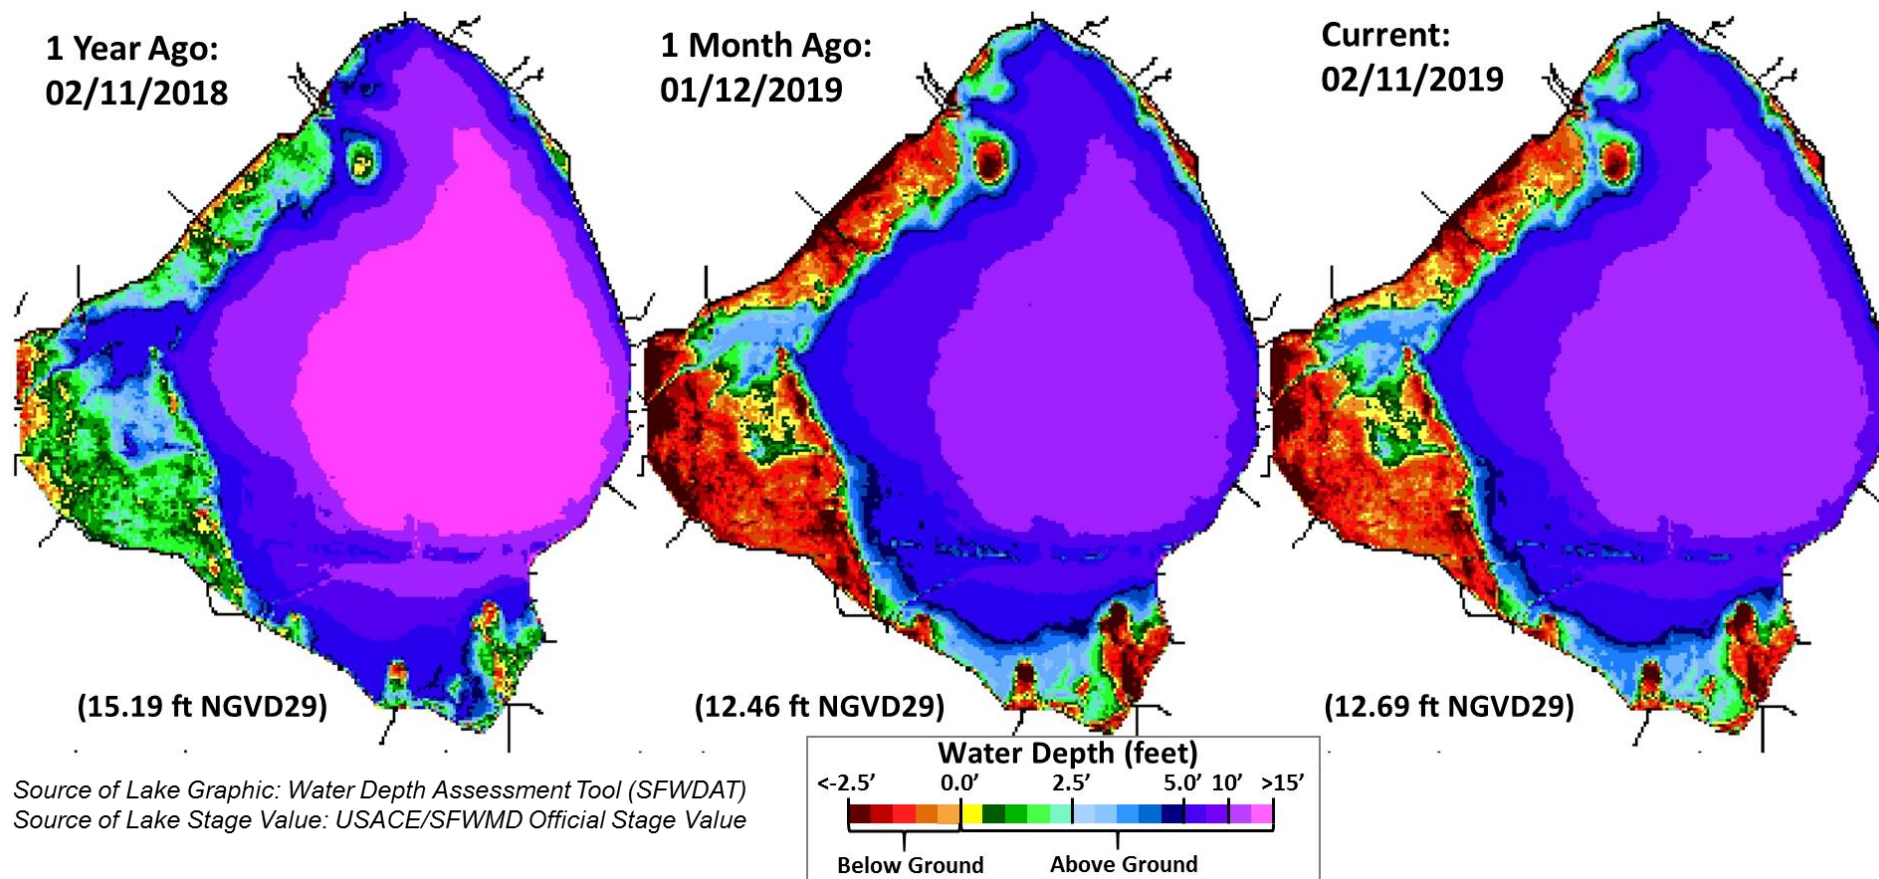 1 Year Ago:
02/11/2018
1 Month Ago:
01/12/2019
Current:
02/11/2019
(15.19 ft NGVD29)
(12.46 ft NGVD29)
(12.69 ft NGVD29)
Water Depth (feet)
<-2.5’ 0.0’ 2.5’ 5.0’ 10’ >15’
Below Ground Above Ground
Source of Lake Graphic: Water Depth Assessment Tool (SFWDAT)
Source of Lake Stage Value: USACE/SFWMD Official Stage Value